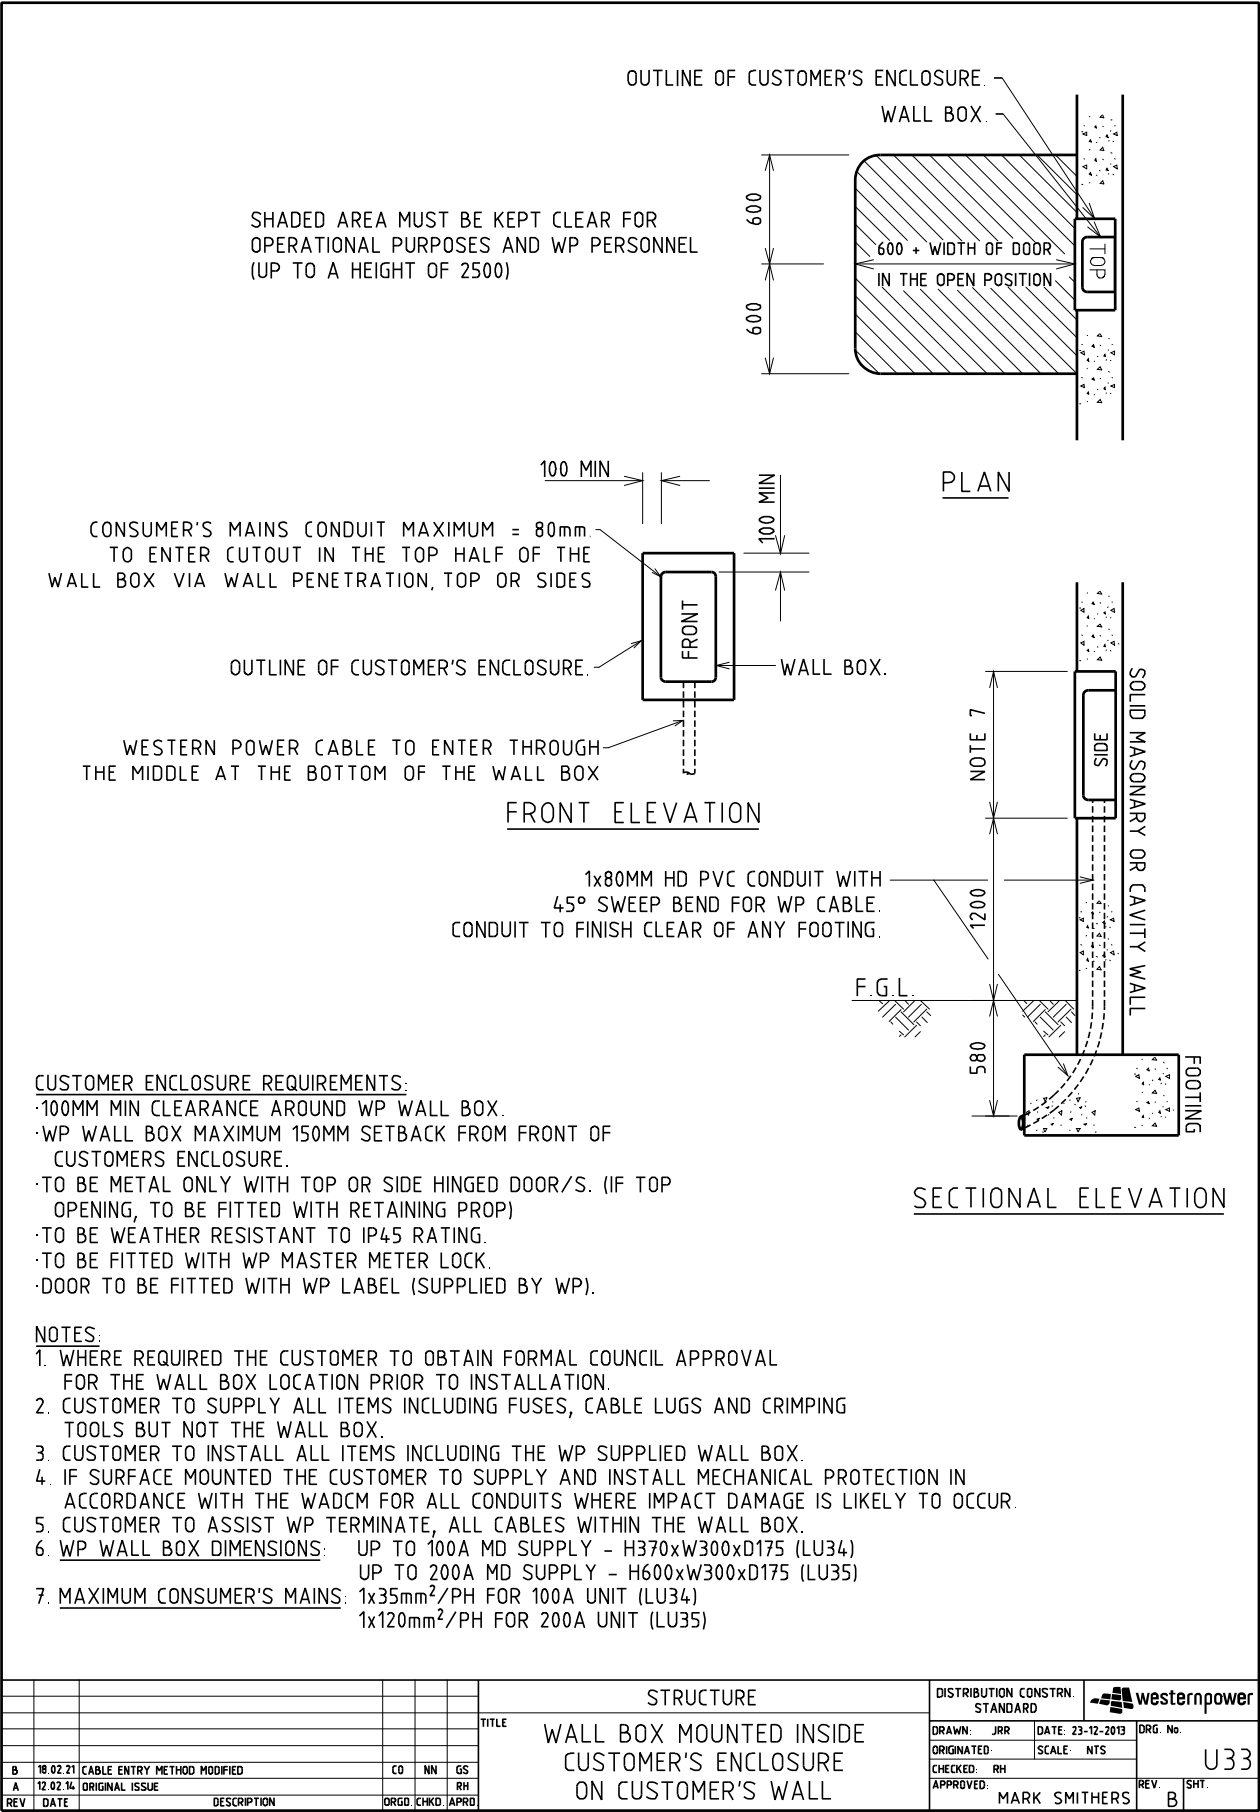 OUTLINE OF CUSTOMER'S ENCLOSURE.
WALL BOX.
SHADED AREA MUST BE KEPT CLEAR FOR
OPERATIONAL PURPOSES AND WP PERSONNEL
(UP TO A HEIGHT OF 2500)
600
600
600 + WIDTH OF DOOR
IN THE OPEN POSITION
TOP
PLAN
100 MIN
100 MIN
CONSUMER'S MAINS CONDUIT MAXIMUM = 80mm.
TO ENTER CUTOUT IN THE TOP HALF OF THE
WALL BOX VIA WALL PENETRATION, TOP OR SIDES
FRONT
OUTLINE OF CUSTOMER'S ENCLOSURE.
WALL BOX.
WESTERN POWER CABLE TO ENTER THROUGH
THE MIDDLE AT THE BOTTOM OF THE WALL BOX
FRONT ELEVATION
NOTE 7
SIDE
SOLID MASONARY OR CAVITY WALL
1x80MM HD PVC CONDUIT WITH
45° SWEEP BEND FOR WP CABLE.
CONDUIT TO FINISH CLEAR OF ANY FOOTING.
1200
F.G.L.
580
FOOTING
SECTIONAL ELEVATION
CUSTOMER ENCLOSURE REQUIREMENTS:
·100MM MIN CLEARANCE AROUND WP WALL BOX.
·WP WALL BOX MAXIMUM 150MM SETBACK FROM FRONT OF
CUSTOMERS ENCLOSURE.
·TO BE METAL ONLY WITH TOP OR SIDE HINGED DOOR/S. (IF TOP
OPENING, TO BE FITTED WITH RETAINING PROP)
·TO BE WEATHER RESISTANT TO IP45 RATING.
·TO BE FITTED WITH WP MASTER METER LOCK.
·DOOR TO BE FITTED WITH WP LABEL (SUPPLIED BY WP).
NOTES:
1. WHERE REQUIRED THE CUSTOMER TO OBTAIN FORMAL COUNCIL APPROVAL
FOR THE WALL BOX LOCATION PRIOR TO INSTALLATION.
2. CUSTOMER TO SUPPLY ALL ITEMS INCLUDING FUSES, CABLE LUGS AND CRIMPING
TOOLS BUT NOT THE WALL BOX.
3. CUSTOMER TO INSTALL ALL ITEMS INCLUDING THE WP SUPPLIED WALL BOX.
4. IF SURFACE MOUNTED THE CUSTOMER TO SUPPLY AND INSTALL MECHANICAL PROTECTION IN
ACCORDANCE WITH THE WADCM FOR ALL CONDUITS WHERE IMPACT DAMAGE IS LIKELY TO OCCUR.
5. CUSTOMER TO ASSIST WP TERMINATE, ALL CABLES WITHIN THE WALL BOX.
6. WP WALL BOX DIMENSIONS: UP TO 100A MD SUPPLY - H370xW300xD175 (LU34)
UP TO 200A MD SUPPLY - H600xW300xD175 (LU35)
7. MAXIMUM CONSUMER'S MAINS: 1x35mm²/PH FOR 100A UNIT (LU34)
1x120mm²/PH FOR 200A UNIT (LU35)
B 18.02.21 CABLE ENTRY METHOD MODIFIED CO NN GS
A 12.02.14 ORIGINAL ISSUE RH
REV DATE DESCRIPTION ORGD. CHKD. APRD.
STRUCTURE
TITLE
WALL BOX MOUNTED INSIDE
CUSTOMER'S ENCLOSURE
ON CUSTOMER'S WALL
DISTRIBUTION CONSTRN.
STANDARD
westernpower
DRAWN: JRR DATE: 23-12-2013 DRG. No.
ORIGINATED: SCALE: NTS
U33
CHECKED: RH
APPROVED: MARK SMITHERS
REV. B SHT.